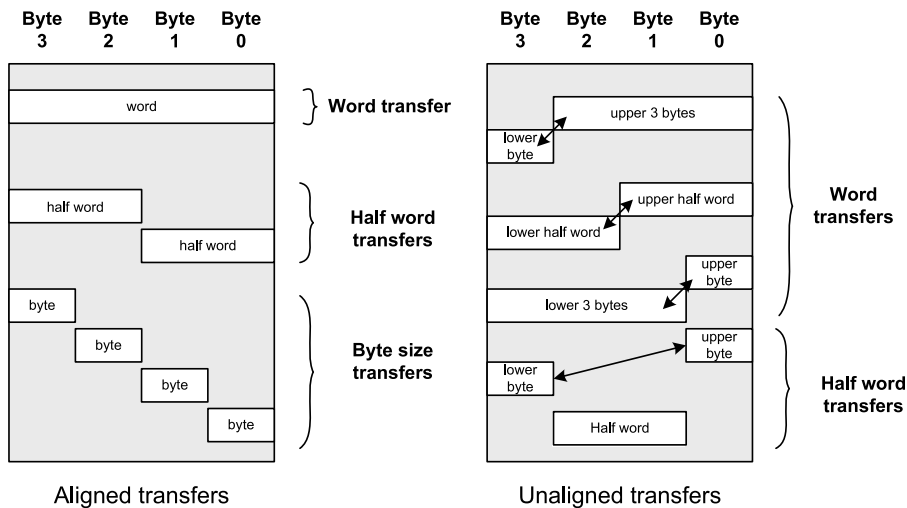 Byte 3
Byte 2
Byte 1
Byte 0
word
Word transfer
half word
half word
Half word
transfers
byte
byte
byte
byte
Byte size
transfers
Aligned transfers
Byte 3
Byte 2
Byte 1
Byte 0
upper 3 bytes
lower
byte
upper half word
lower half word
upper
byte
lower 3 bytes
Word
transfers
upper
byte
lower
byte
Half word
Half word
transfers
Unaligned transfers